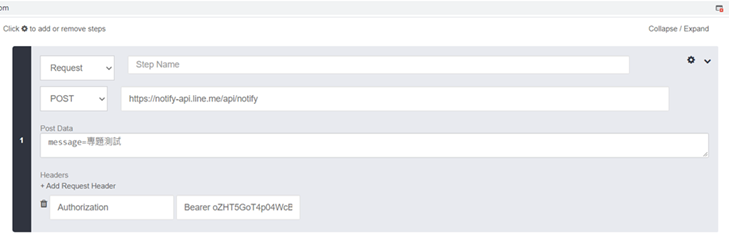 om
Click to add or remove steps
Collapse / Expand
Request
Step Name
POST
https://notify-api.line.me/api/notify
Post Data
1
message=專題測試
Headers
+ Add Request Header
Authorization
Bearer oZHT5GoT4p04WcE